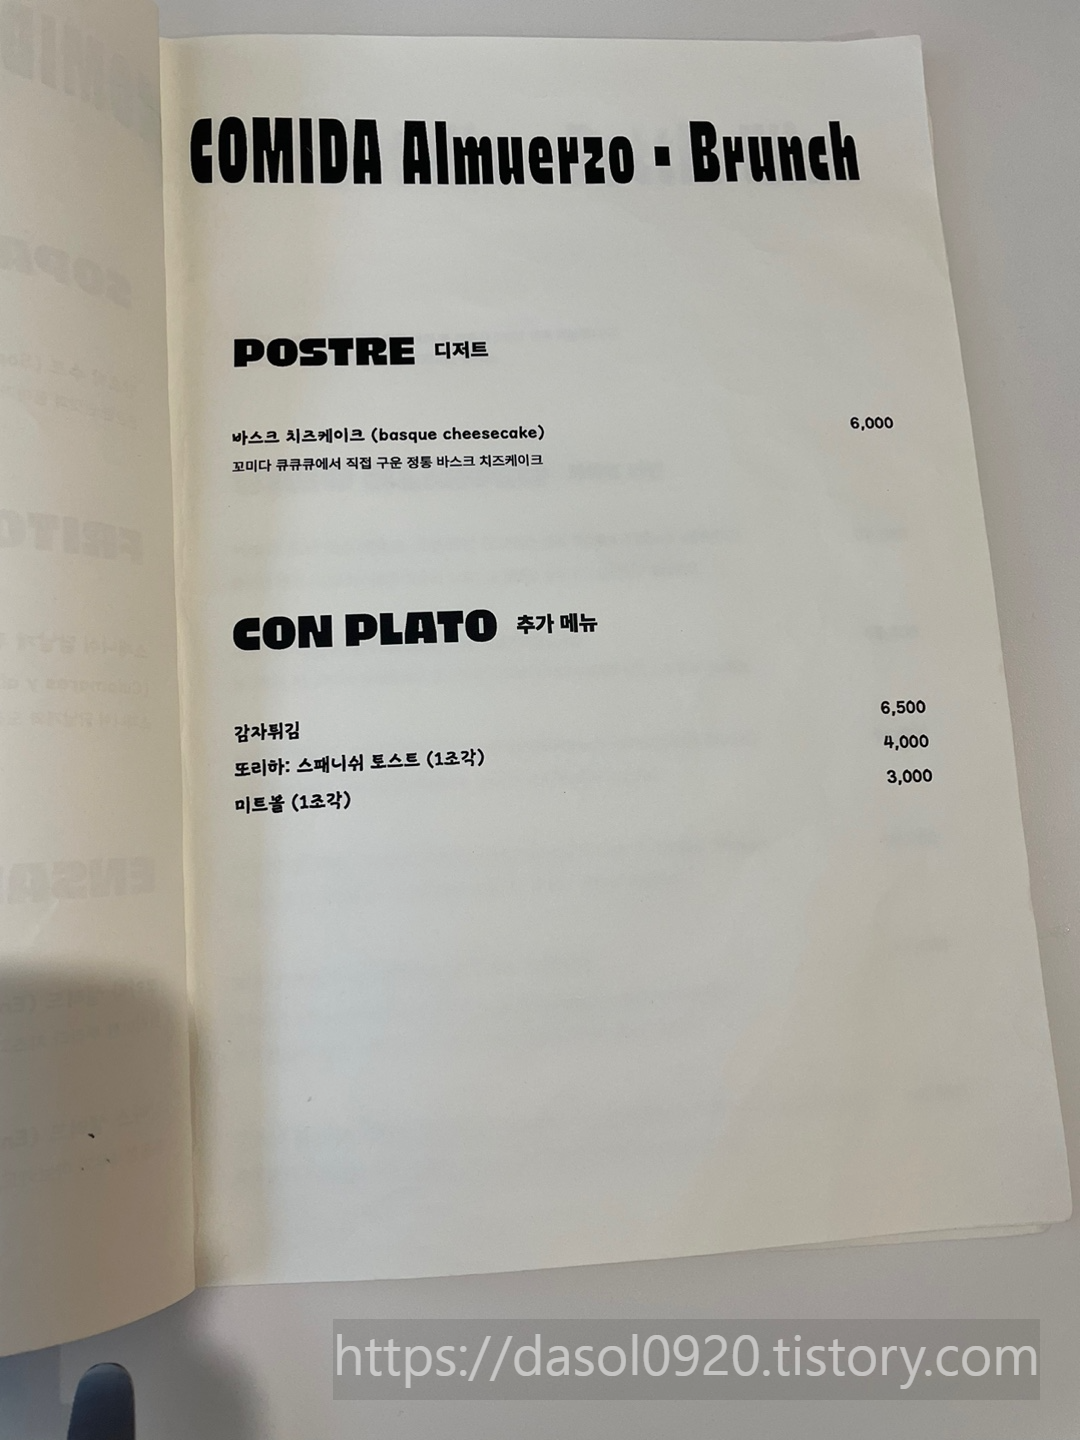 COMIDA Almuerzo · Brunch
POSTRE 디저트
바스크 치즈케이크 (basque cheesecake) 6,000
꼬미다 큐큐큐에서 직접 구운 정통 바스크 치즈케이크
CON PLATO 추가 메뉴
감자튀김 6,500
또리하: 스패니쉬 토스트 (1조각) 4,000
미트볼 (1조각) 3,000
https://dasol0920.tistory.com